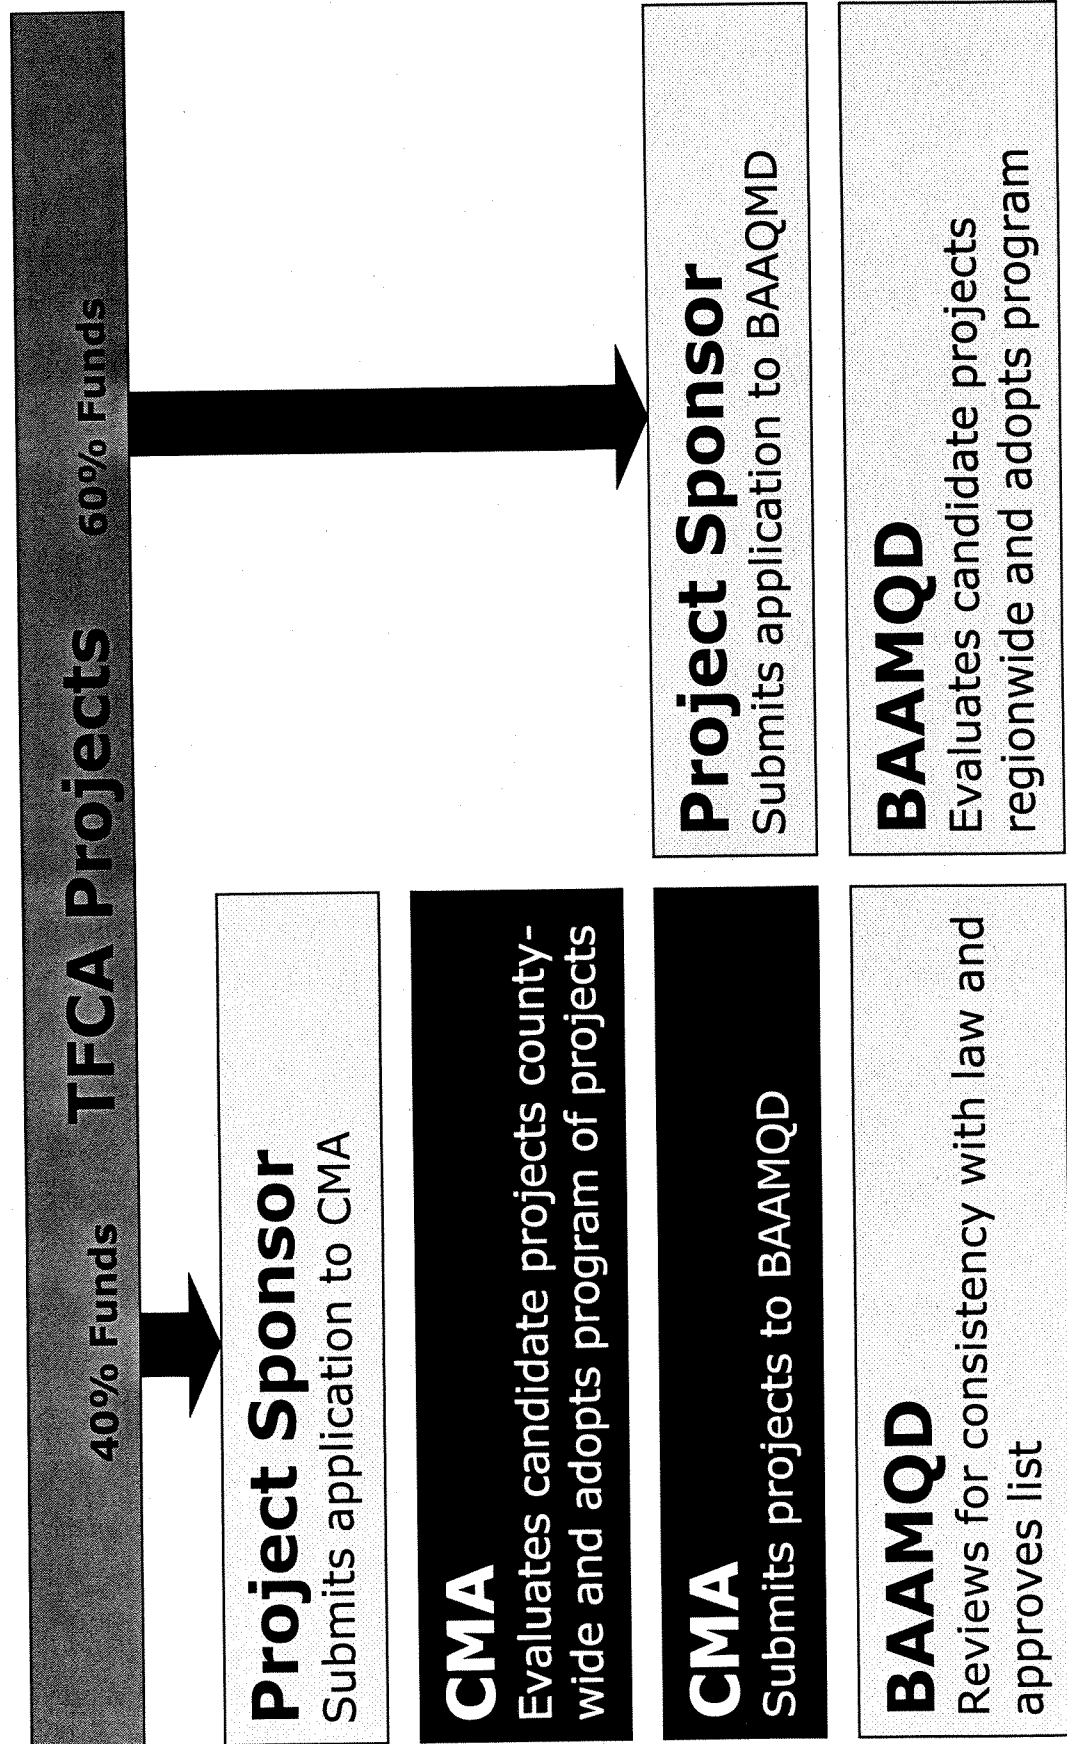 TFCA Projects
40% Funds
60% Funds
Project Sponsor
Submits application to CMA
CMA
Evaluates candidate projects county-
wide and adopts program of projects
CMA
Submits projects to BAAMQD
BAAMQD
Reviews for consistency with law and
approves list
Project Sponsor
Submits application to BAAQMD
BAAMQD
Evaluates candidate projects
regionwide and adopts program